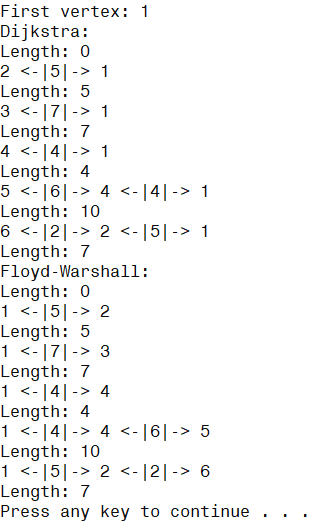 First vertex: 1
Dijkstra:
Length: 0
2 <-|5|-> 1
Length: 5
3 <-|7|-> 1
Length: 7
4 <-|4|-> 1
Length: 4
5 <-|6|-> 4 <-|4|-> 1
Length: 10
6 <-|2|-> 2 <-|5|-> 1
Length: 7
Floyd-Warshall:
Length: 0
1 <-|5|-> 2
Length: 5
1 <-|7|-> 3
Length: 7
1 <-|4|-> 4
Length: 4
1 <-|4|-> 4 <-|6|-> 5
Length: 10
1 <-|5|-> 2 <-|2|-> 6
Length: 7
Press any key to continue . . .